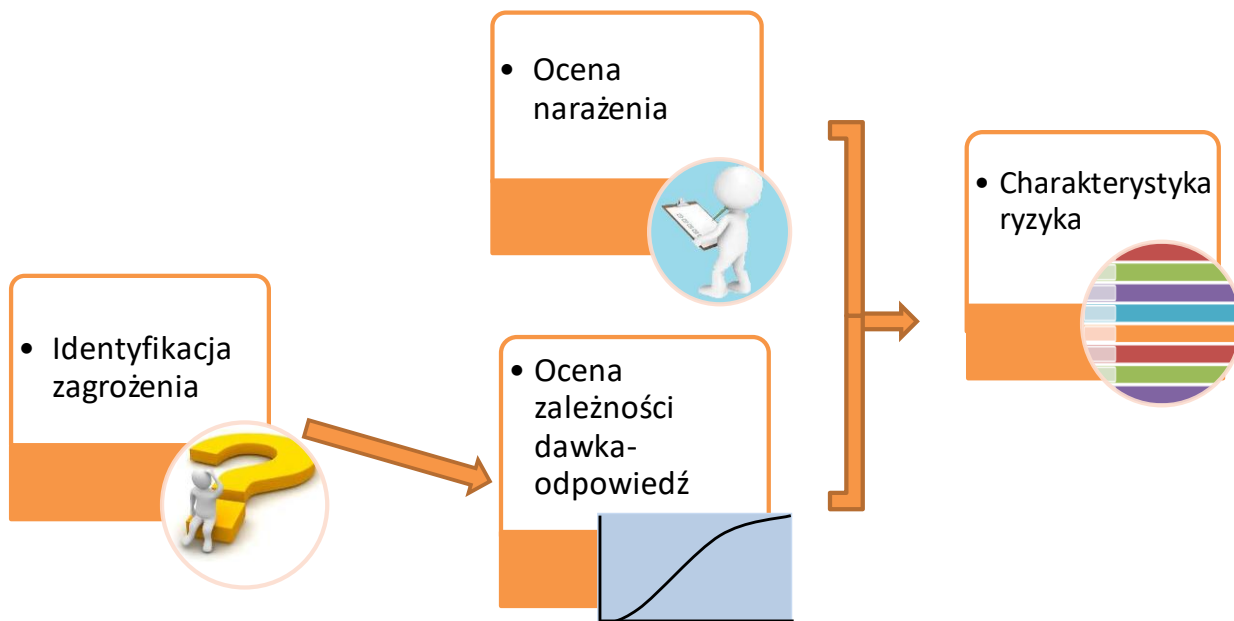 • Ocena
narażenia
• Charakterystyka
ryzyka
• Identyfikacja
zagrożenia
• Ocena
zależności
dawka-
odpowiedź